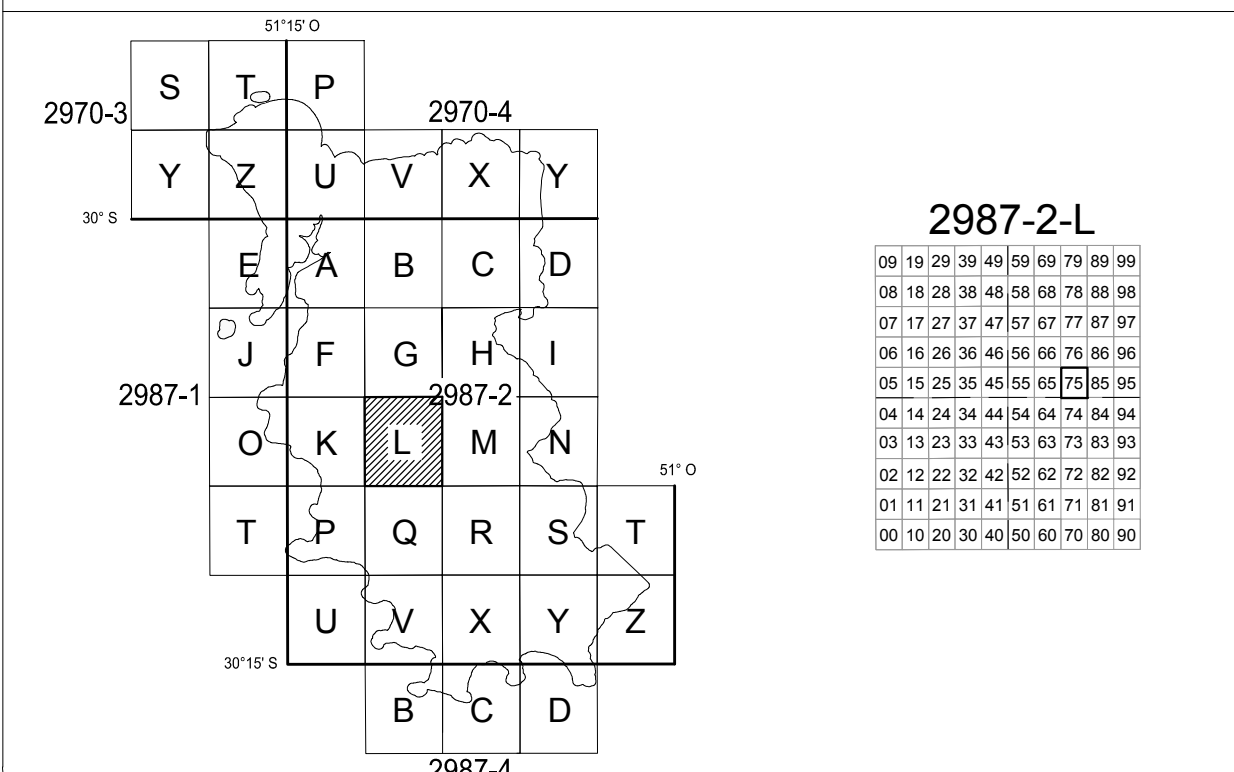 51°15' O
S T P
2970-3 2970-4
Y Z U V X Y
30° S
E A B C D
J F G H I
2987-1 2987-2
O K L M N
51° O
T P Q R S T
U V X Y Z
30°15' S
B C D
2987-4
2987-2-L
09 19 29 39 49 59 69 79 89 99
08 18 28 38 48 58 68 78 88 98
07 17 27 37 47 57 67 77 87 97
06 16 26 36 46 56 66 76 86 96
05 15 25 35 45 55 65 75 85 95
04 14 24 34 44 54 64 74 84 94
03 13 23 33 43 53 63 73 83 93
02 12 22 32 42 52 62 72 82 92
01 11 21 31 41 51 61 71 81 91
00 10 20 30 40 50 60 70 80 90